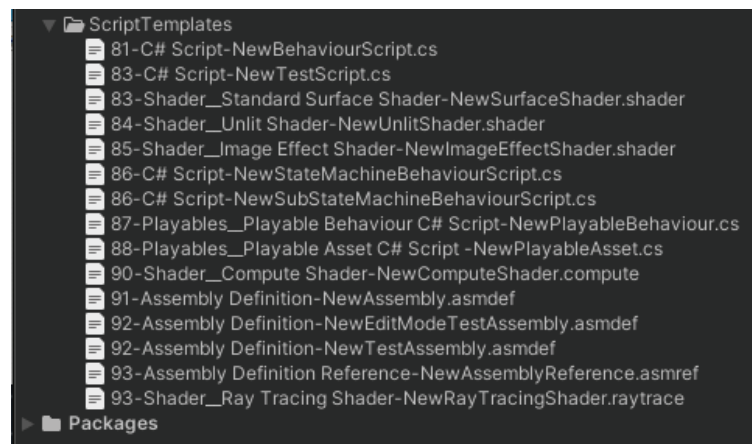 ScriptTemplates
81-C# Script-NewBehaviourScript.cs
83-C# Script-NewTestScript.cs
83-Shader__Standard Surface Shader-NewSurfaceShader.shader
84-Shader__Unlit Shader-NewUnlitShader.shader
85-Shader__Image Effect Shader-NewImageEffectShader.shader
86-C# Script-NewStateMachineBehaviourScript.cs
86-C# Script-NewSubStateMachineBehaviourScript.cs
87-Playables__Playable Behaviour C# Script-NewPlayableBehaviour.cs
88-Playables__Playable Asset C# Script -NewPlayableAsset.cs
90-Shader__Compute Shader-NewComputeShader.compute
91-Assembly Definition-NewAssembly.asmdef
92-Assembly Definition-NewEditModeTestAssembly.asmdef
92-Assembly Definition-NewTestAssembly.asmdef
93-Assembly Definition Reference-NewAssemblyReference.asmref
93-Shader__Ray Tracing Shader-NewRayTracingShader.raytrace
Packages